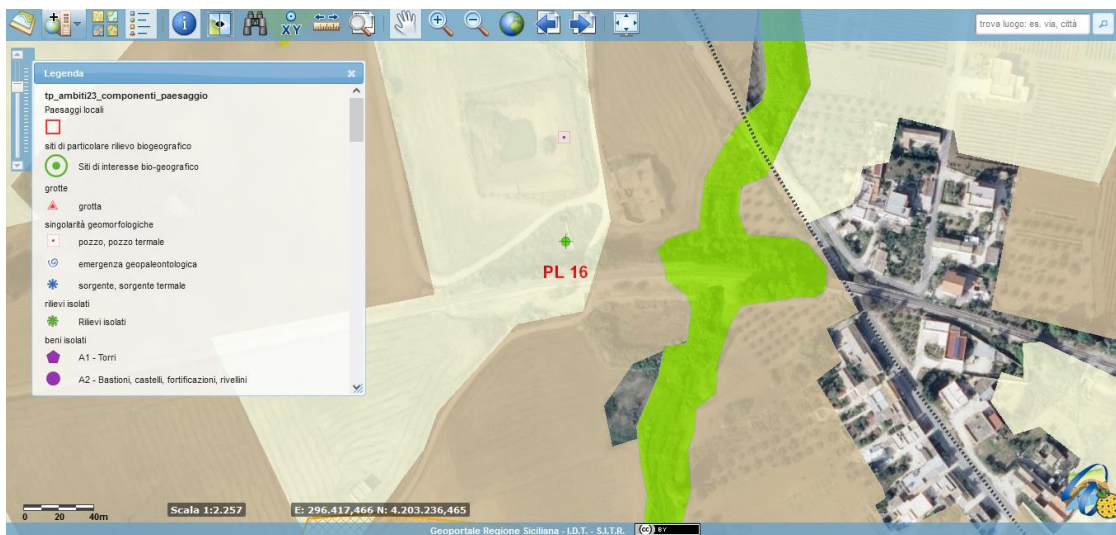 XY
trova luogo: es. via, città
Legenda
tp_ambiti23_componenti_paesaggio
Paesaggi locali
siti di particolare rilievo biogeografico
Siti di interesse bio-geografico
grotte
grotta
singolarità geomorfologiche
pozzo, pozzo termale
emergenza geopaleontologica
sorgente, sorgente termale
rilievi isolati
Rilievi isolati
beni isolati
A1 - Torri
A2 - Bastioni, castelli, fortificazioni, rivellini
PL 16
0 20 40m
Scala 1:2.257
E: 296.417,466 N: 4.203.236,465
Geoportale Regione Siciliana - I.D.T. - S.I.T.R.
cc BY